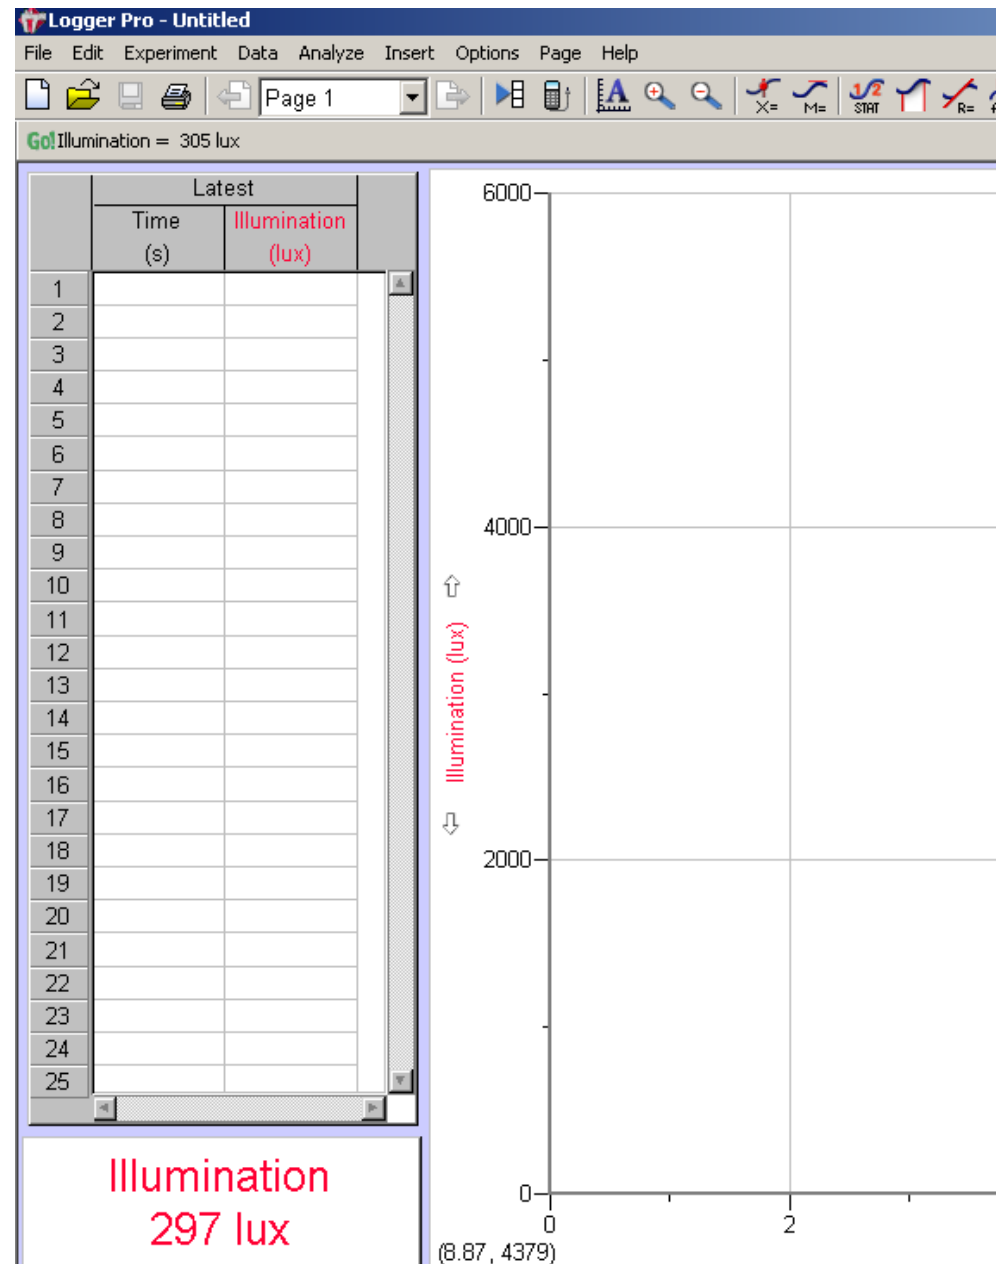 Logger Pro - Untitled
File Edit Experiment Data Analyze Insert Options Page Help
Page 1
X= M= 1/2 STAT R=
Go! Illumination = 305 lux
Latest
Time Illumination
(s) (lux)
1
2
3
4
5
6
7
8
9
10
11
12
13
14
15
16
17
18
19
20
21
22
23
24
25
Illumination
297 lux
6000
4000
Illumination (lux)
2000
0
0 2
(8.87, 4379)